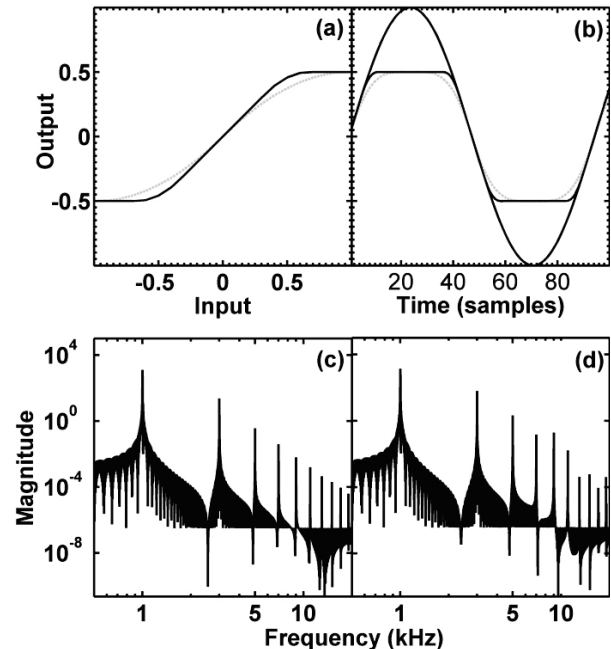 (a)
(b)
Output
0.5
0
-0.5
-0.5 0 0.5
20 40 60 80
Input
Time (samples)
(c)
(d)
Magnitude
10^4
10^0
10^-4
10^-8
1 5 10
1 5 10
Frequency (kHz)